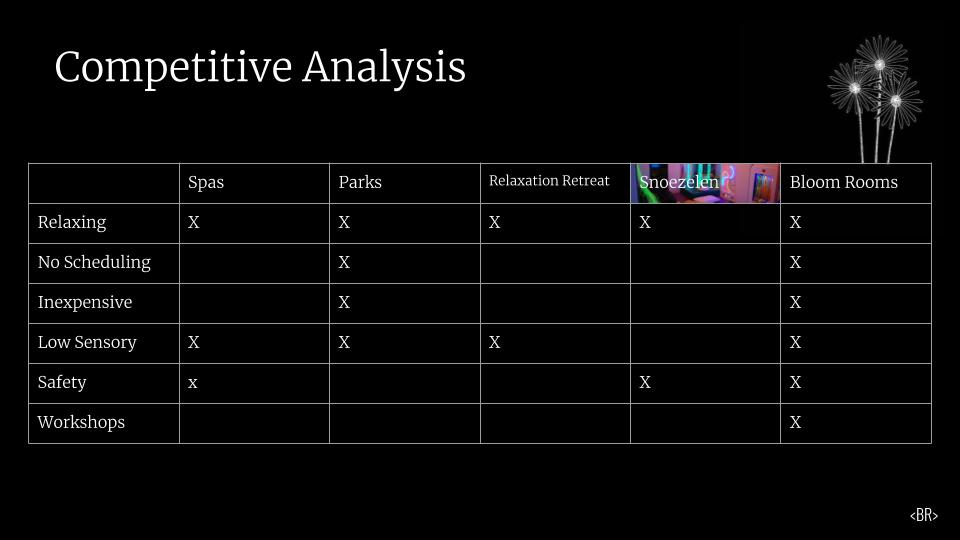 Competitive Analysis
Spas Parks Relaxation Retreat Snoezelen Bloom Rooms
Relaxing X X X X X
No Scheduling X X
Inexpensive X X
Low Sensory X X X X
Safety x X X
Workshops X
<BR>